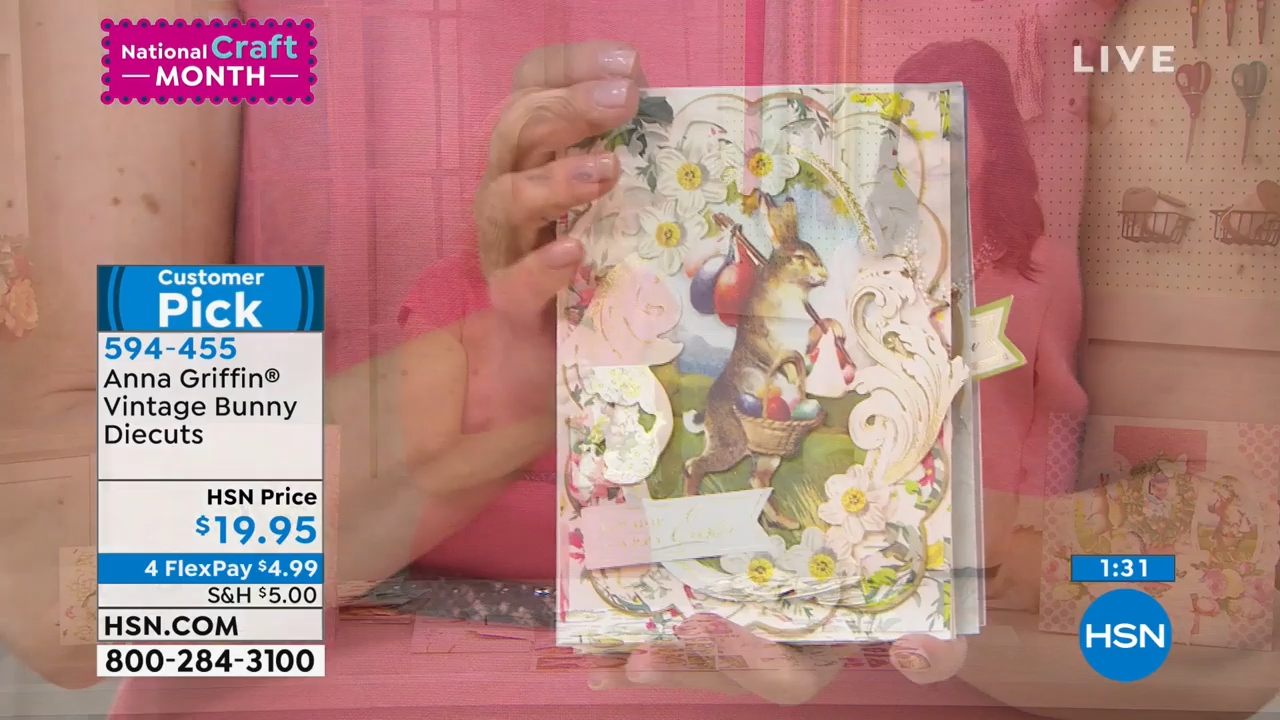 National Craft
MONTH
LIVE
Customer
Pick
594-455
Anna Griffin®
Vintage Bunny
Diecuts
HSN Price
$19.95
4 FlexPay $4.99
S&H $5.00
HSN.COM
800-284-3100
1:31
HSN